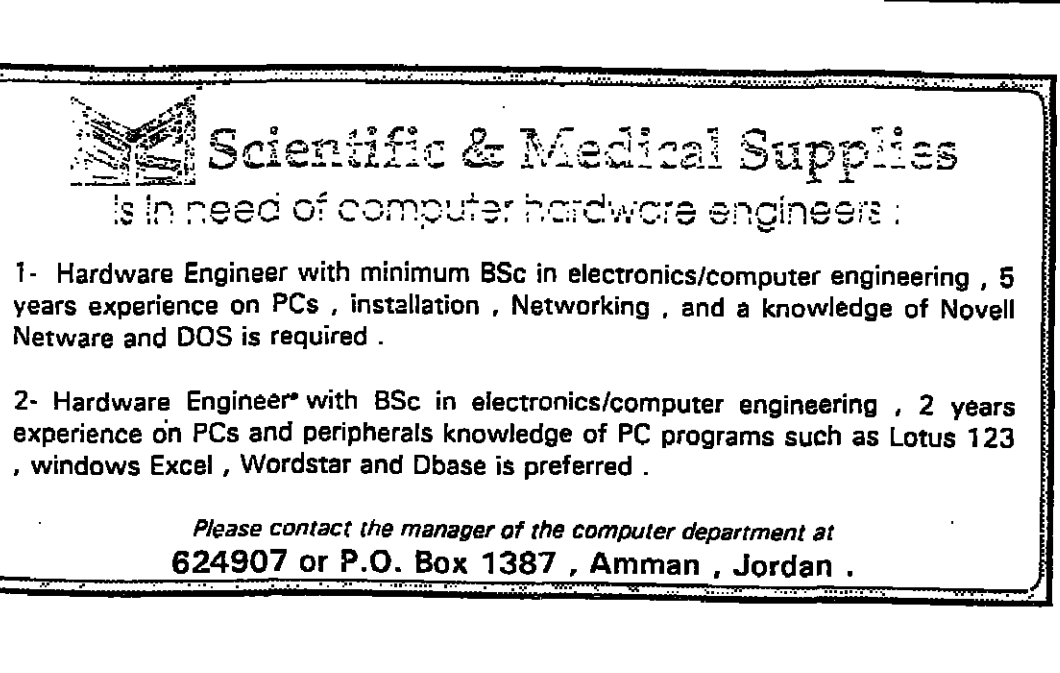 Scientific & Medical Supplies
is in need of computer hardware engineers :
1- Hardware Engineer with minimum BSc in electronics/computer engineering , 5
years experience on PCs , installation , Networking , and a knowledge of Novell
Netware and DOS is required .
2- Hardware Engineer with BSc in electronics/computer engineering , 2 years
experience on PCs and peripherals knowledge of PC programs such as Lotus 123
, windows Excel , Wordstar and Dbase is preferred .
Please contact the manager of the computer department at
624907 or P.O. Box 1387 , Amman , Jordan .